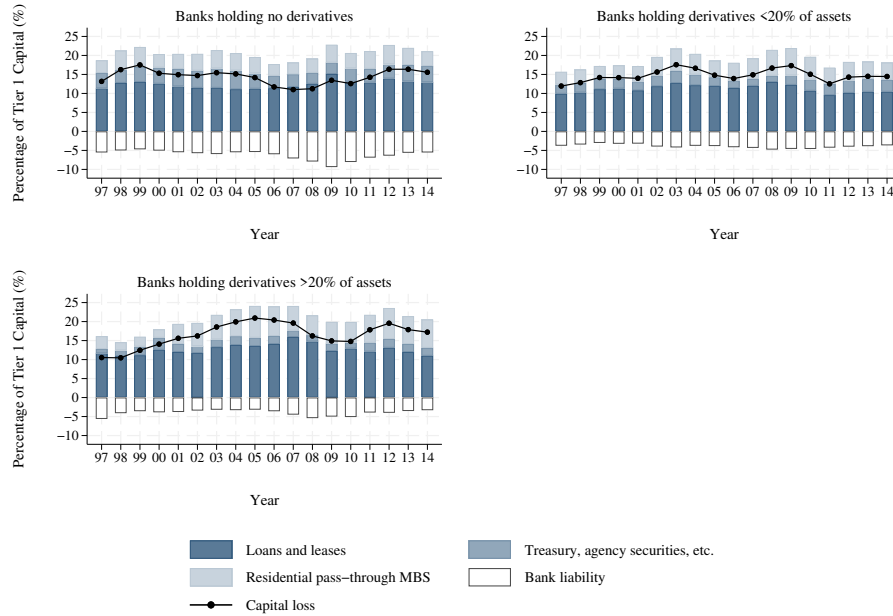 Banks holding no derivatives
Percentage of Tier 1 Capital (%)
25
20
15
10
5
0
−5
−10
97 98 99 00 01 02 03 04 05 06 07 08 09 10 11 12 13 14
Year
Banks holding derivatives <20% of assets
Percentage of Tier 1 Capital (%)
25
20
15
10
5
0
−5
−10
97 98 99 00 01 02 03 04 05 06 07 08 09 10 11 12 13 14
Year
Banks holding derivatives >20% of assets
Percentage of Tier 1 Capital (%)
25
20
15
10
5
0
−5
−10
97 98 99 00 01 02 03 04 05 06 07 08 09 10 11 12 13 14
Year
Loans and leases
Treasury, agency securities, etc.
Residential pass−through MBS
Bank liability
Capital loss